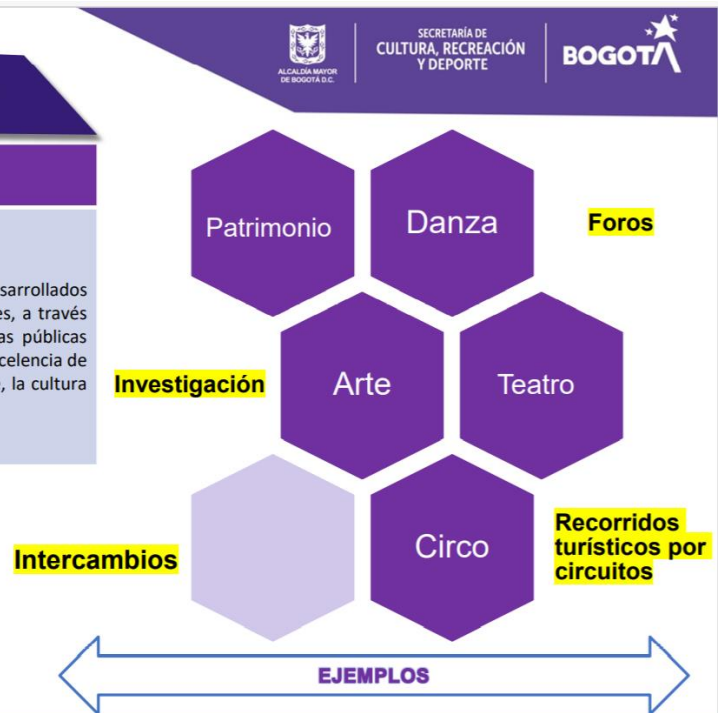 ALCALDÍA MAYOR
DE BOGOTÁ D.C.
SECRETARÍA DE
CULTURA, RECREACIÓN
Y DEPORTE
BOGOTÁ
Patrimonio
Danza
Foros
sarrollados
es, a través
as públicas
celencia de
, la cultura
Investigación
Arte
Teatro
Intercambios
Circo
Recorridos
turísticos por
circuitos
EJEMPLOS